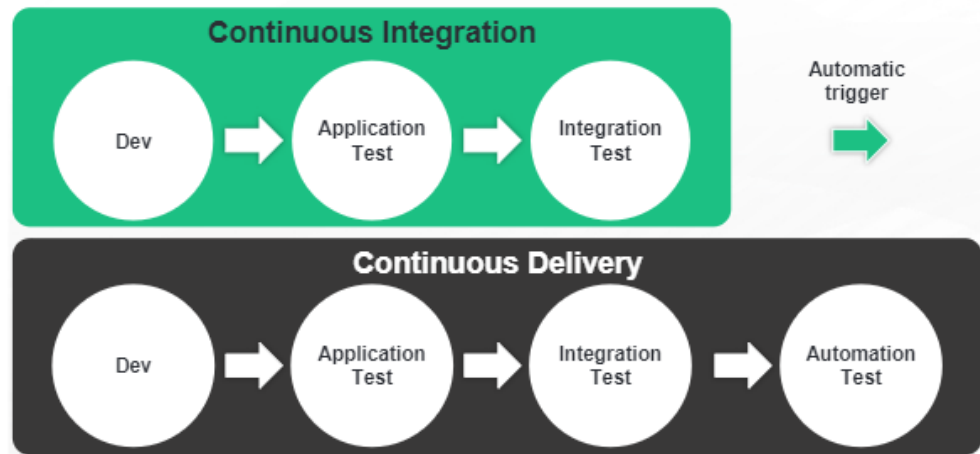 Continuous Integration
Dev
Application
Test
Integration
Test
Automatic
trigger
Continuous Delivery
Dev
Application
Test
Integration
Test
Automation
Test